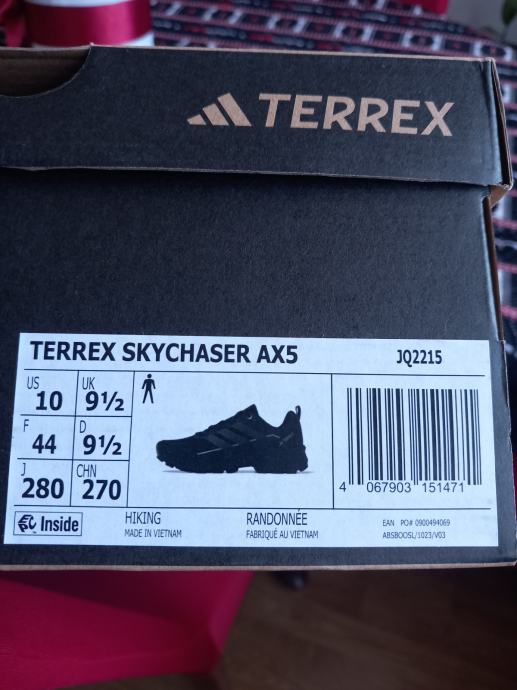 TERREX
TERREX SKYCHASER AX5 JQ2215
US 10 UK 9½
F 44 D 9½
J 280 CHN 270
Inside
HIKING RANDONNÉE
MADE IN VIETNAM FABRIQUÉ AU VIETNAM
4 067903 151471
EAN PO# 0900494069
ABSBOOSL/1023/V03